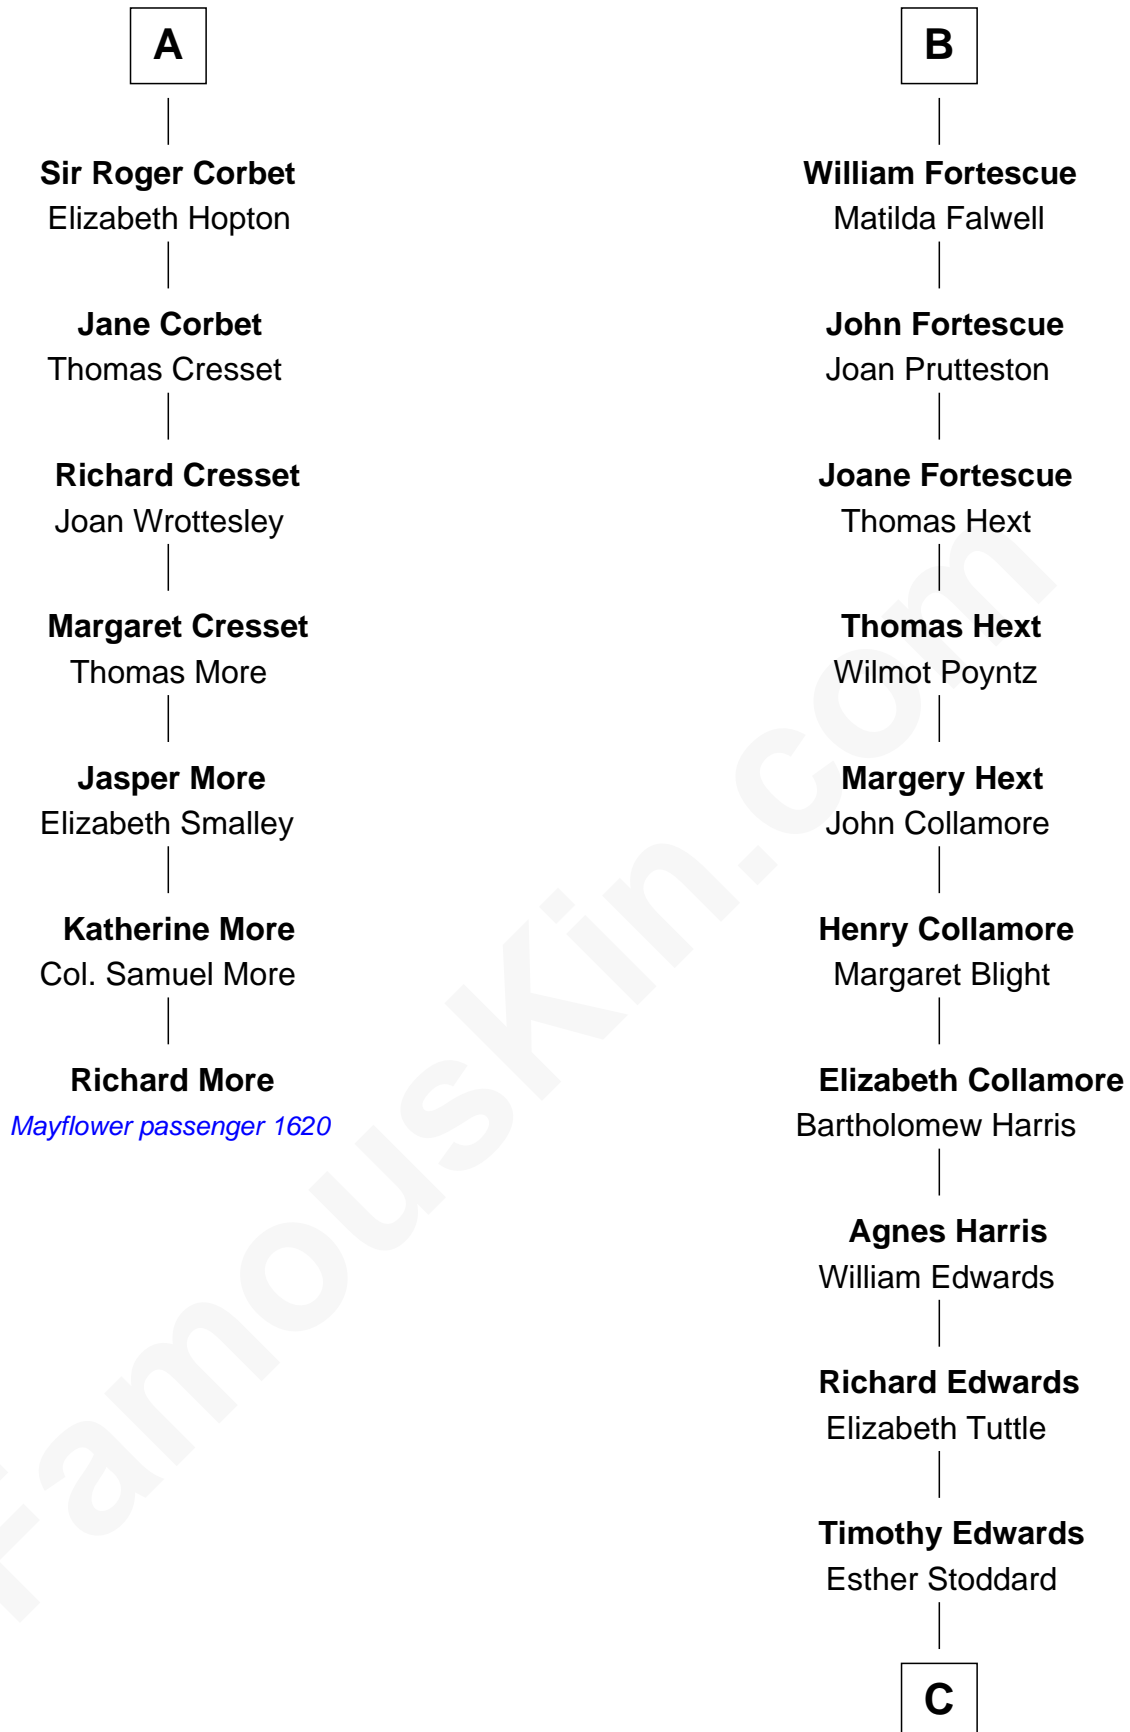 A
Sir Roger Corbet
Elizabeth Hopton
Jane Corbet
Thomas Cresset
Richard Cresset
Joan Wrottesley
Margaret Cresset
Thomas More
Jasper More
Elizabeth Smalley
Katherine More
Col. Samuel More
Richard More
Mayflower passenger 1620
B
William Fortescue
Matilda Falwell
John Fortescue
Joan Prutteston
Joane Fortescue
Thomas Hext
Thomas Hext
Wilmot Poyntz
Margery Hext
John Collamore
Henry Collamore
Margaret Blight
Elizabeth Collamore
Bartholomew Harris
Agnes Harris
William Edwards
Richard Edwards
Elizabeth Tuttle
Timothy Edwards
Esther Stoddard
C
FamousKin.com